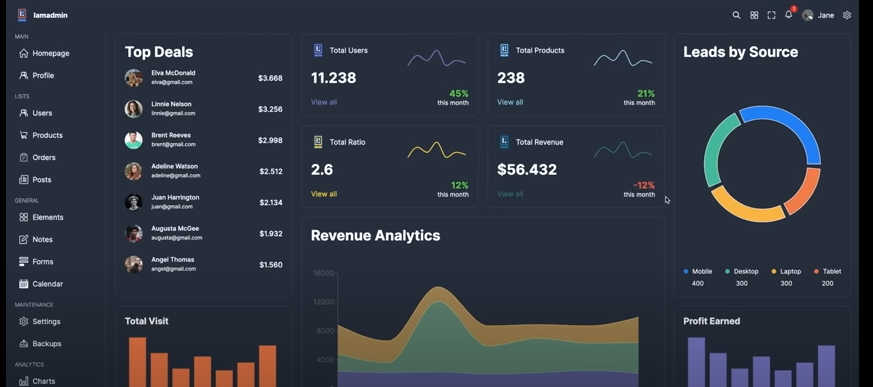 lamadmin
1
Jane
MAIN
Homepage
Profile
LISTS
Users
Products
Orders
Posts
GENERAL
Elements
Notes
Forms
Calendar
MAINTENANCE
Settings
Backups
ANALYTICS
Charts
Top Deals
Elva McDonald
elva@gmail.com
$3.668
Linnie Nelson
linnie@gmail.com
$3.256
Brent Reeves
brent@gmail.com
$2.998
Adeline Watson
adeline@gmail.com
$2.512
Juan Harrington
juan@gmail.com
$2.134
Augusta McGee
augusta@gmail.com
$1.932
Angel Thomas
angel@gmail.com
$1.560
Total Visit
Total Users
11.238
View all
45%
this month
Total Products
238
View all
21%
this month
Total Ratio
2.6
View all
12%
this month
Total Revenue
$56.432
View all
-12%
this month
Revenue Analytics
16000
12000
8000
4000
Leads by Source
Mobile
400
Desktop
300
Laptop
300
Tablet
200
Profit Earned